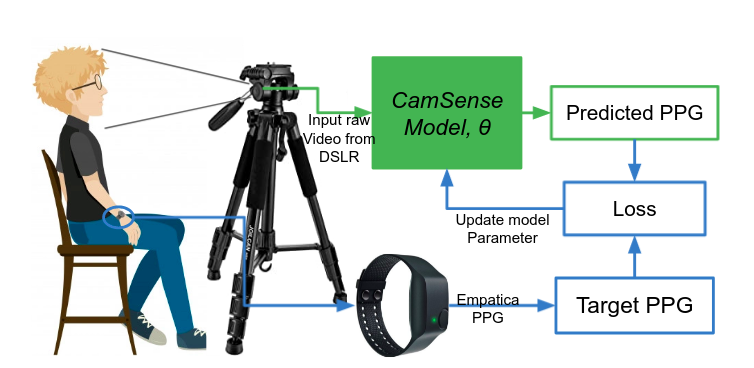 CamSense
Model, θ
Input raw
Video from
DSLR
Predicted PPG
Loss
Update model
Parameter
Empatica
PPG
Target PPG